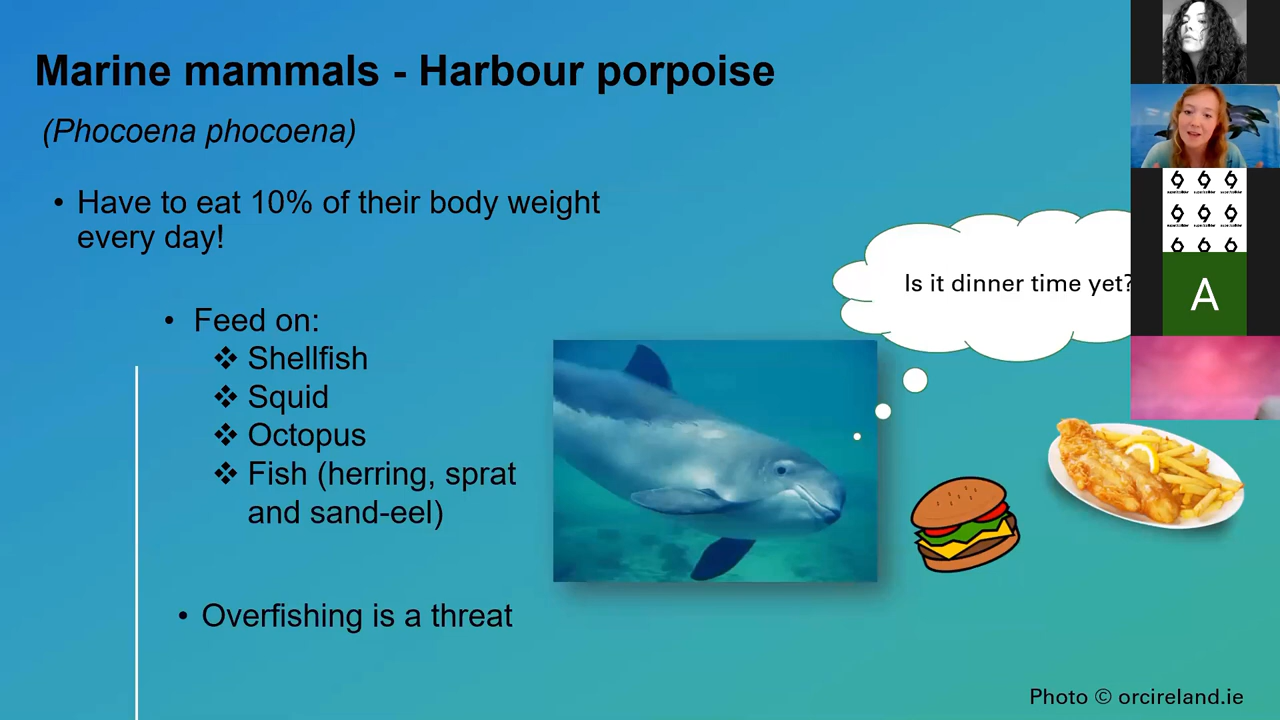 Marine mammals - Harbour porpoise
(Phocoena phocoena)
• Have to eat 10% of their body weight
every day!
• Feed on:
❖ Shellfish
❖ Squid
❖ Octopus
❖ Fish (herring, sprat
and sand-eel)
• Overfishing is a threat
Is it dinner time yet?
A
Photo © orcireland.ie